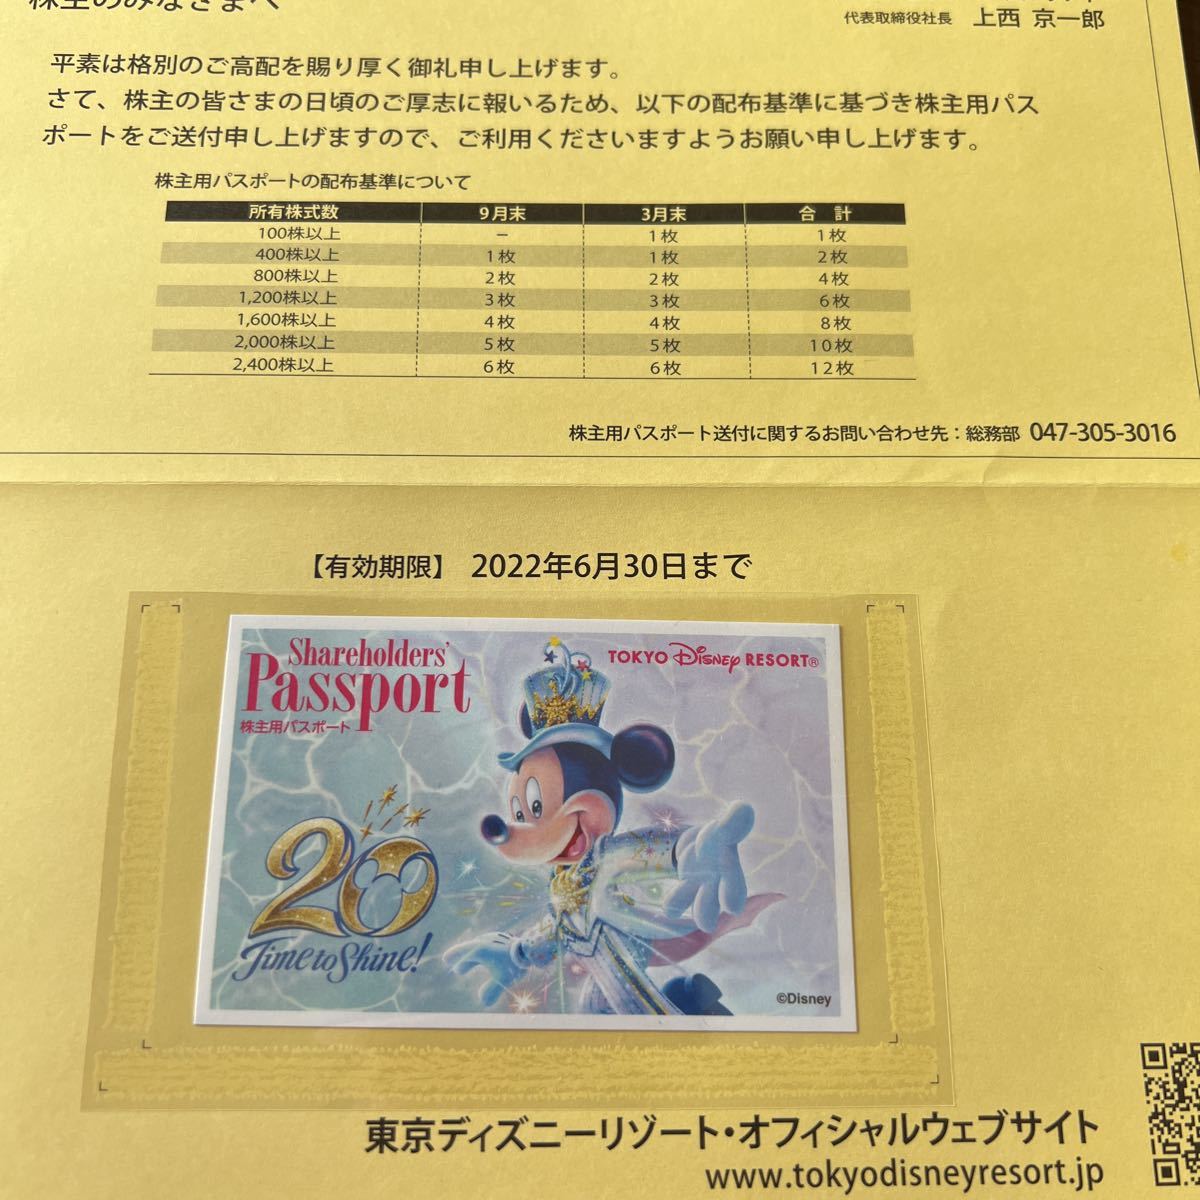 株主のみなさまへ
代表取締役社長 上西 京一郎
平素は格別のご高配を賜り厚く御礼申し上げます。
さて、株主の皆さまの日頃のご厚志に報いるため、以下の配布基準に基づき株主用パス
ポートをご送付申し上げますので、ご利用くださいますようお願い申し上げます。
株主用パスポートの配布基準について
所有株式数 9月末 3月末 合 計
100株以上 － 1枚 1枚
400株以上 1枚 1枚 2枚
800株以上 2枚 2枚 4枚
1,200株以上 3枚 3枚 6枚
1,600株以上 4枚 4枚 8枚
2,000株以上 5枚 5枚 10枚
2,400株以上 6枚 6枚 12枚
株主用パスポート送付に関するお問い合わせ先：総務部 047-305-3016
【有効期限】 2022年6月30日まで
Shareholders'
Passport
株主用パスポート
TOKYO Disney RESORT®
20
Time to Shine!
©Disney
東京ディズニーリゾート・オフィシャルウェブサイト
www.tokyodisneyresort.jp